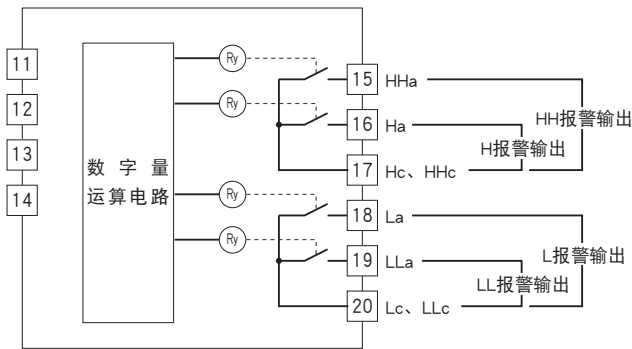 11
12
13
14
数字量
运算电路
Ry
Ry
Ry
Ry
15 HHa
16 Ha
17 Hc、HHc
18 La
19 LLa
20 Lc、LLc
HH报警输出
H报警输出
L报警输出
LL报警输出